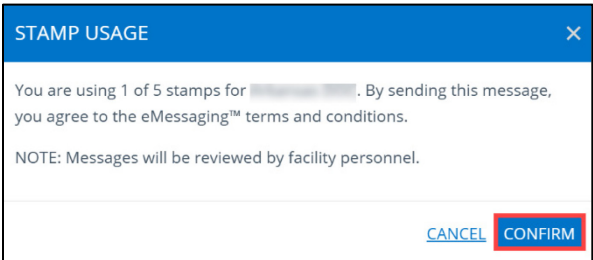 STAMP USAGE
You are using 1 of 5 stamps for . By sending this message,
you agree to the eMessaging™ terms and conditions.
NOTE: Messages will be reviewed by facility personnel.
CANCEL CONFIRM